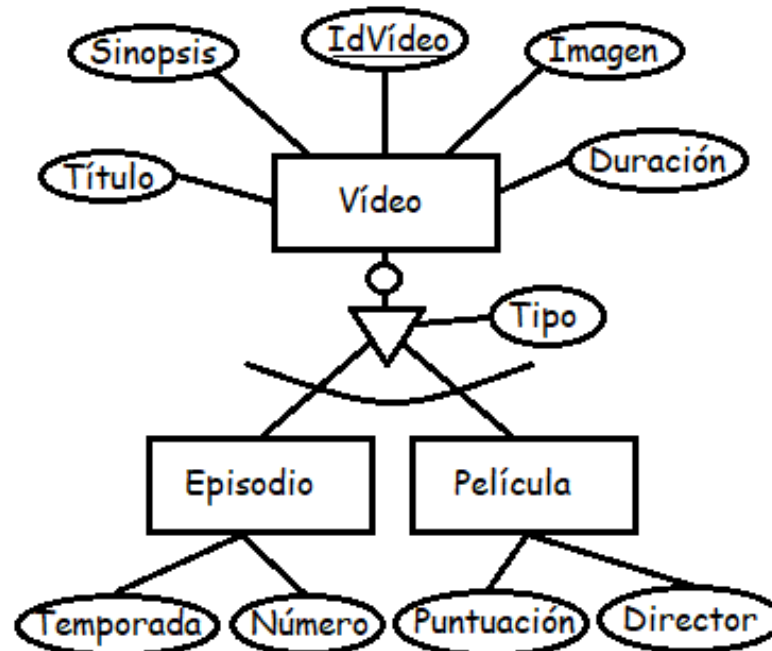 Sinopsis
IdVídeo
Imagen
Título
Vídeo
Duración
Tipo
Episodio
Película
Temporada
Número
Puntuación
Director